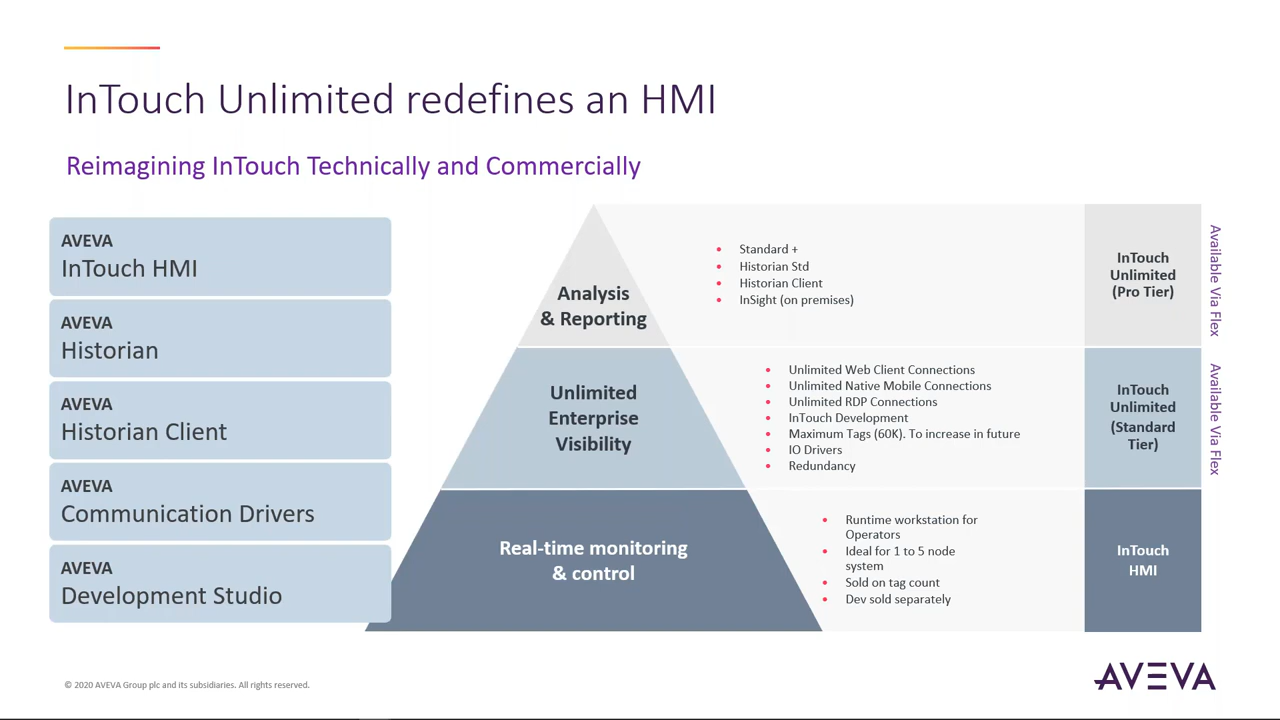 InTouch Unlimited redefines an HMI
Reimagining InTouch Technically and Commercially
AVEVA
InTouch HMI
AVEVA
Historian
AVEVA
Historian Client
AVEVA
Communication Drivers
AVEVA
Development Studio
Analysis
& Reporting
• Standard +
• Historian Std
• Historian Client
• InSight (on premises)
InTouch
Unlimited
(Pro Tier)
Available Via Flex
Unlimited
Enterprise
Visibility
• Unlimited Web Client Connections
• Unlimited Native Mobile Connections
• Unlimited RDP Connections
• InTouch Development
• Maximum Tags (60K). To increase in future
• IO Drivers
• Redundancy
InTouch
Unlimited
(Standard
Tier)
Available Via Flex
Real-time monitoring
& control
• Runtime workstation for
Operators
• Ideal for 1 to 5 node
system
• Sold on tag count
• Dev sold separately
InTouch
HMI
© 2020 AVEVA Group plc and its subsidiaries. All rights reserved.
AVEVA